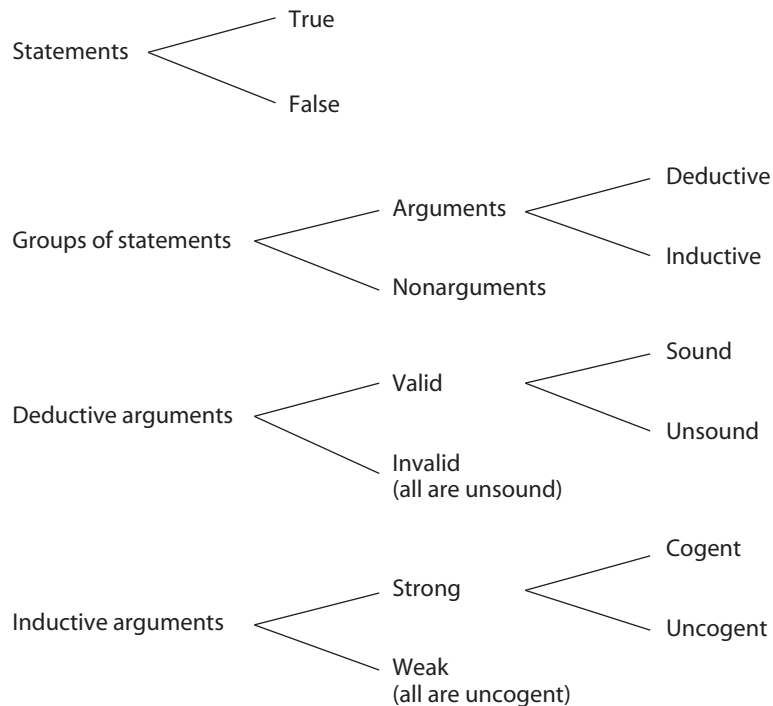 True
Statements
False
Deductive
Arguments
Groups of statements
Inductive
Nonarguments
Sound
Valid
Deductive arguments
Unsound
Invalid
(all are unsound)
Cogent
Strong
Inductive arguments
Uncogent
Weak
(all are uncogent)